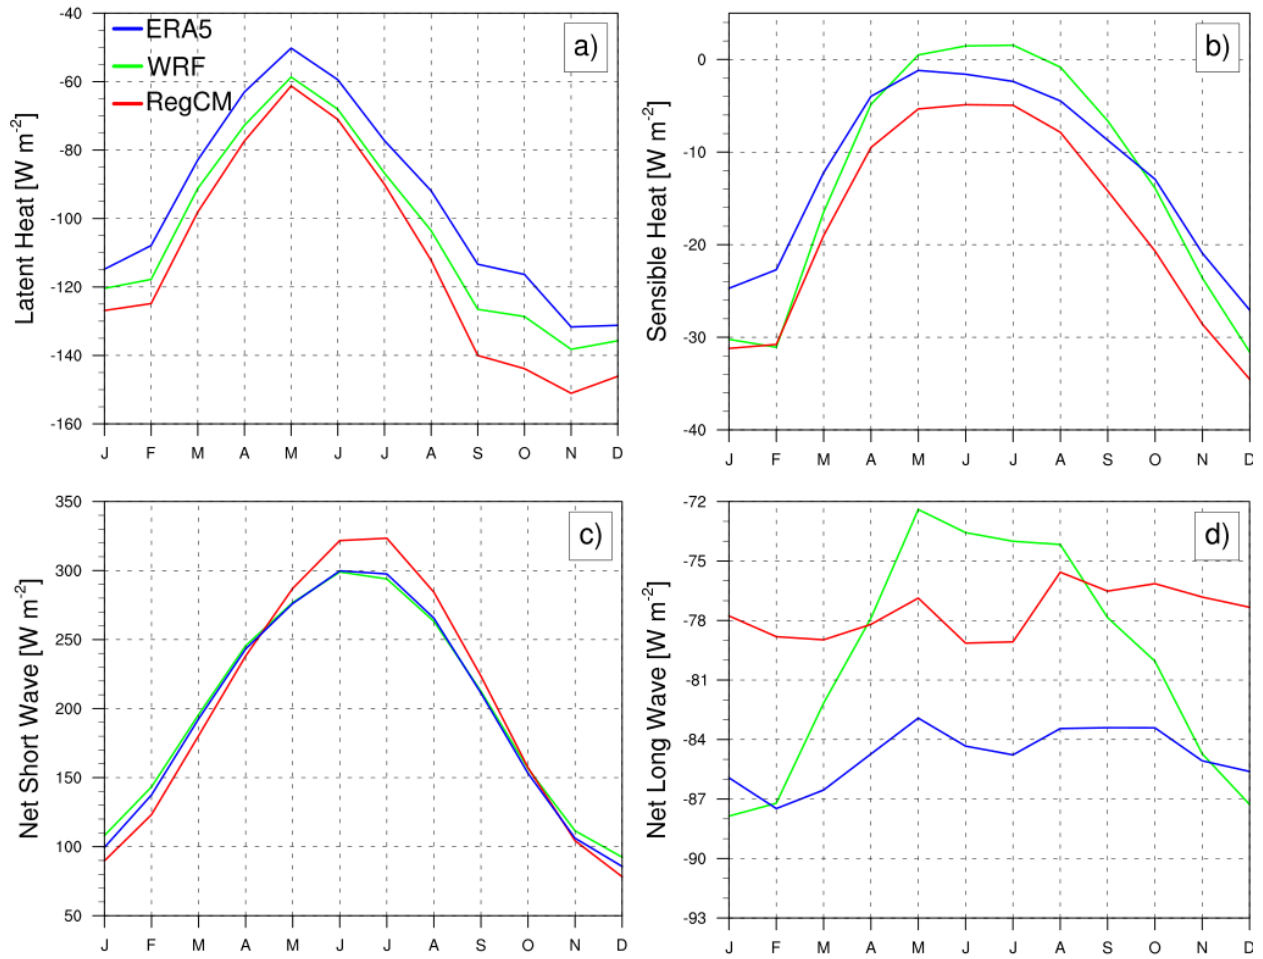 -40
-60
-80
-100
-120
-140
-160
Latent Heat [W m-2]
ERA5
WRF
RegCM
a)
J F M A M J J A S O N D
0
-10
-20
-30
-40
Sensible Heat [W m-2]
b)
J F M A M J J A S O N D
350
300
250
200
150
100
50
Net Short Wave [W m-2]
c)
J F M A M J J A S O N D
-72
-75
-78
-81
-84
-87
-90
-93
Net Long Wave [W m-2]
d)
J F M A M J J A S O N D